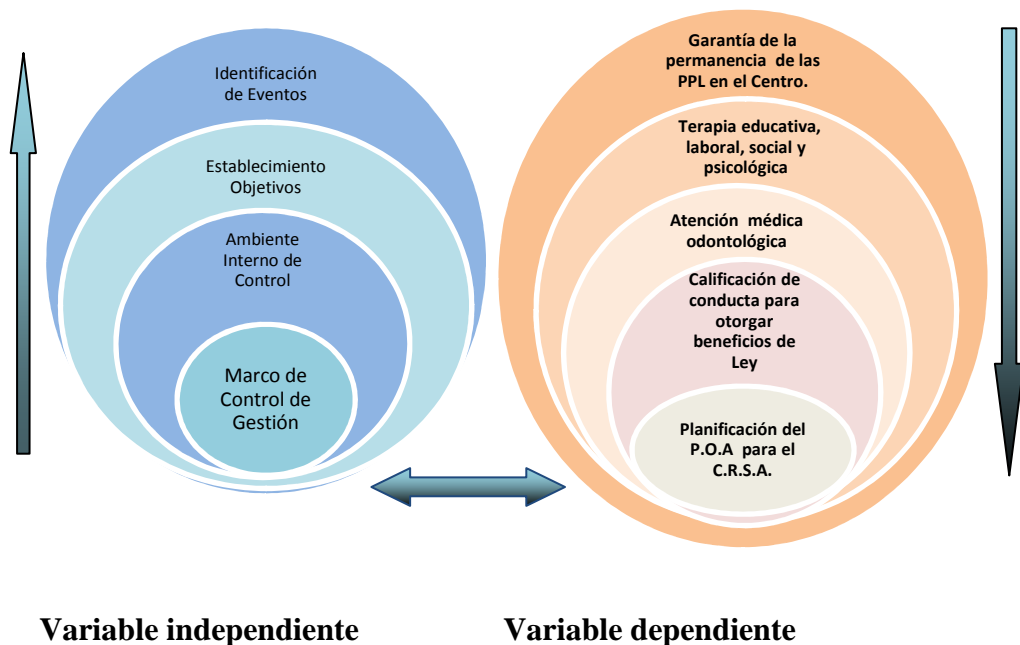 Identificación
de Eventos
Establecimiento
Objetivos
Ambiente
Interno de
Control
Marco de
Control de
Gestión
Garantía de la
permanencia de las
PPL en el Centro.
Terapia educativa,
laboral, social y
psicológica
Atención médica
odontológica
Calificación de
conducta para
otorgar
beneficios de
Ley
Planificación del
P.O.A para el
C.R.S.A.
Variable independiente
Variable dependiente